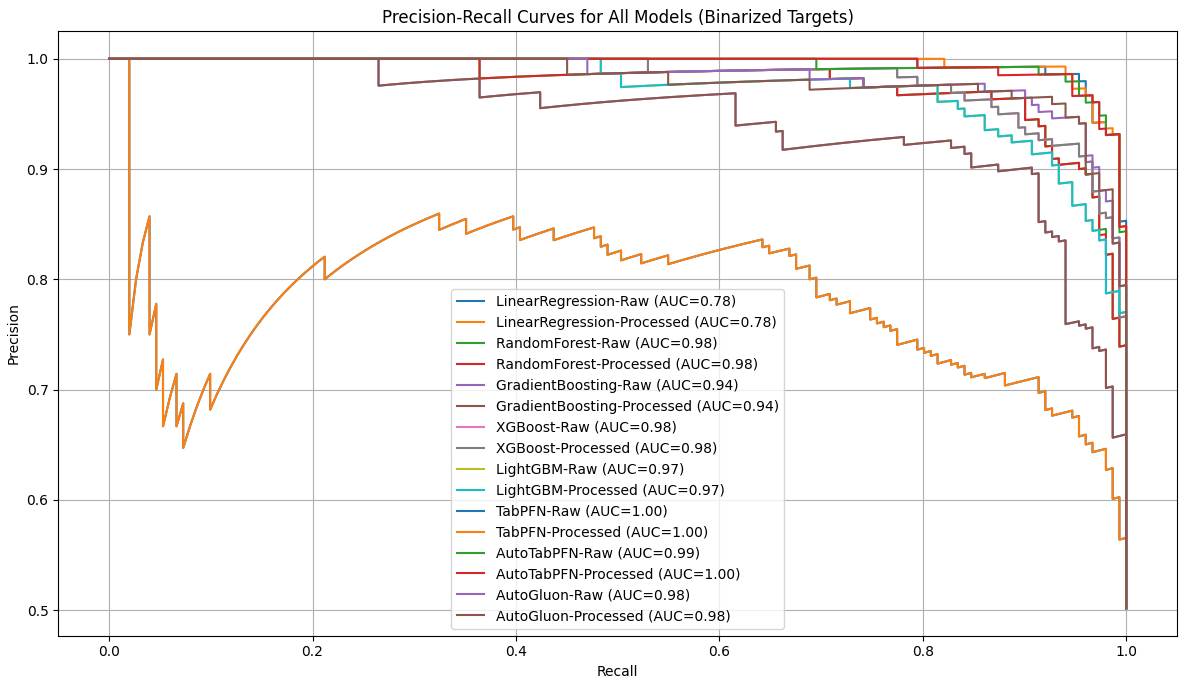 Precision-Recall Curves for All Models (Binarized Targets)
Precision
1.0
0.9
0.8
0.7
0.6
0.5
LinearRegression-Raw (AUC=0.78)
LinearRegression-Processed (AUC=0.78)
RandomForest-Raw (AUC=0.98)
RandomForest-Processed (AUC=0.98)
GradientBoosting-Raw (AUC=0.94)
GradientBoosting-Processed (AUC=0.94)
XGBoost-Raw (AUC=0.98)
XGBoost-Processed (AUC=0.98)
LightGBM-Raw (AUC=0.97)
LightGBM-Processed (AUC=0.97)
TabPFN-Raw (AUC=1.00)
TabPFN-Processed (AUC=1.00)
AutoTabPFN-Raw (AUC=0.99)
AutoTabPFN-Processed (AUC=1.00)
AutoGluon-Raw (AUC=0.98)
AutoGluon-Processed (AUC=0.98)
0.0 0.2 0.4 0.6 0.8 1.0
Recall